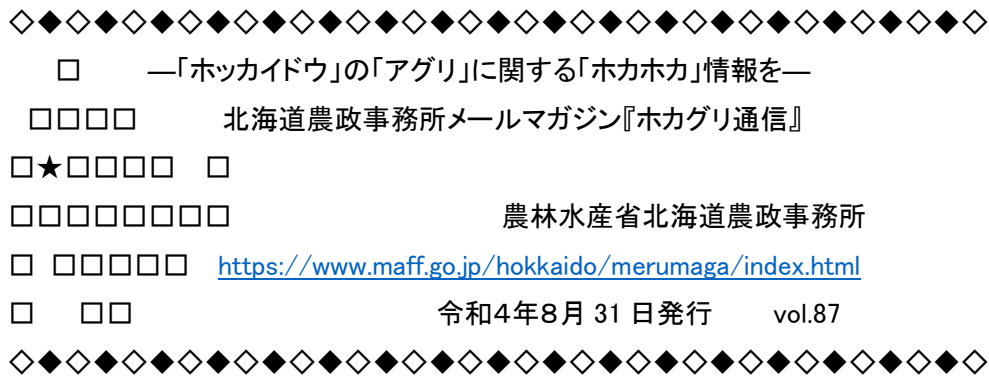 ◇◆◇◆◇◆◇◆◇◆◇◆◇◆◇◆◇◆◇◆◇◆◇◆◇◆◇◆◇◆◇◆◇◆◇
□ ―「ホッカイドウ」の「アグリ」に関する「ホカホカ」情報を―
□□□□ 北海道農政事務所メールマガジン『ホカグリ通信』
□★□□□□ □
□□□□□□□□ 農林水産省北海道農政事務所
□ □□□□□ https://www.maff.go.jp/hokkaido/merumaga/index.html
□ □□ 令和4年8月 31 日発行 vol.87
◇◆◇◆◇◆◇◆◇◆◇◆◇◆◇◆◇◆◇◆◇◆◇◆◇◆◇◆◇◆◇◆◇◆◇